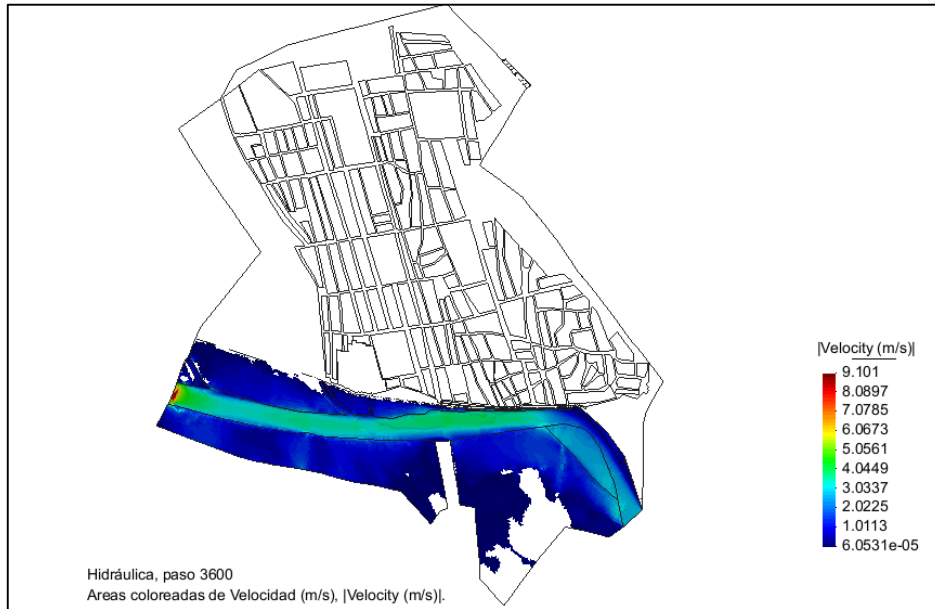 |Velocity (m/s)|
9.101
8.0897
7.0785
6.0673
5.0561
4.0449
3.0337
2.0225
1.0113
6.0531e-05
Hidráulica, paso 3600
Areas coloreadas de Velocidad (m/s), |Velocity (m/s)|.